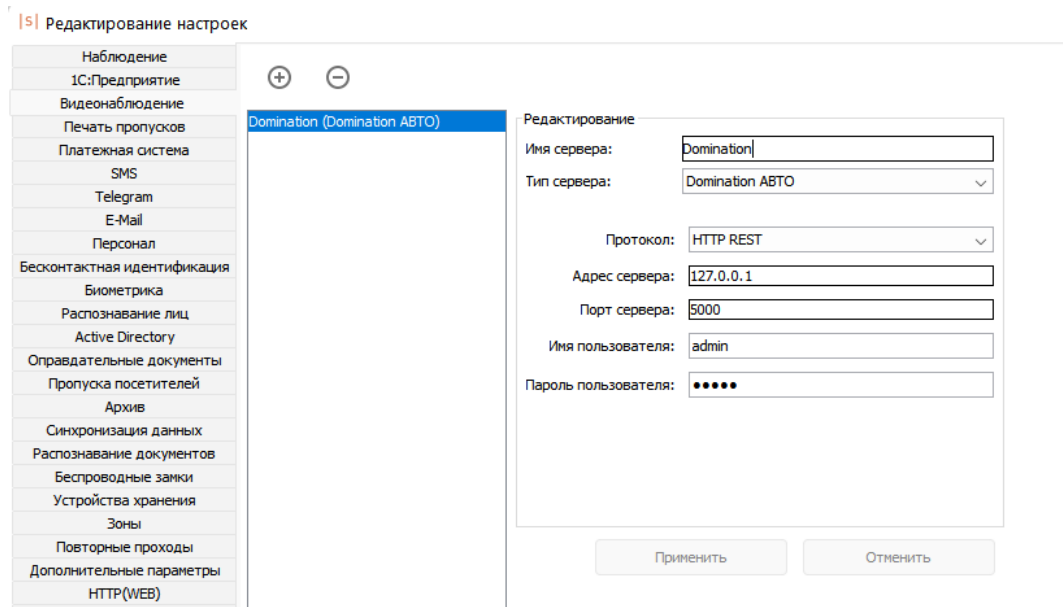 |S| Редактирование настроек
Наблюдение
1С:Предприятие
Видеонаблюдение
Печать пропусков
Платежная система
SMS
Telegram
E-Mail
Персонал
Бесконтактная идентификация
Биометрика
Распознавание лиц
Active Directory
Оправдательные документы
Пропуска посетителей
Архив
Синхронизация данных
Распознавание документов
Беспроводные замки
Устройства хранения
Зоны
Повторные проходы
Дополнительные параметры
HTTP(WEB)
Domination (Domination АВТО)
Редактирование
Имя сервера: Domination
Тип сервера: Domination АВТО
Протокол: HTTP REST
Адрес сервера: 127.0.0.1
Порт сервера: 5000
Имя пользователя: admin
Пароль пользователя: •••••
Применить Отменить